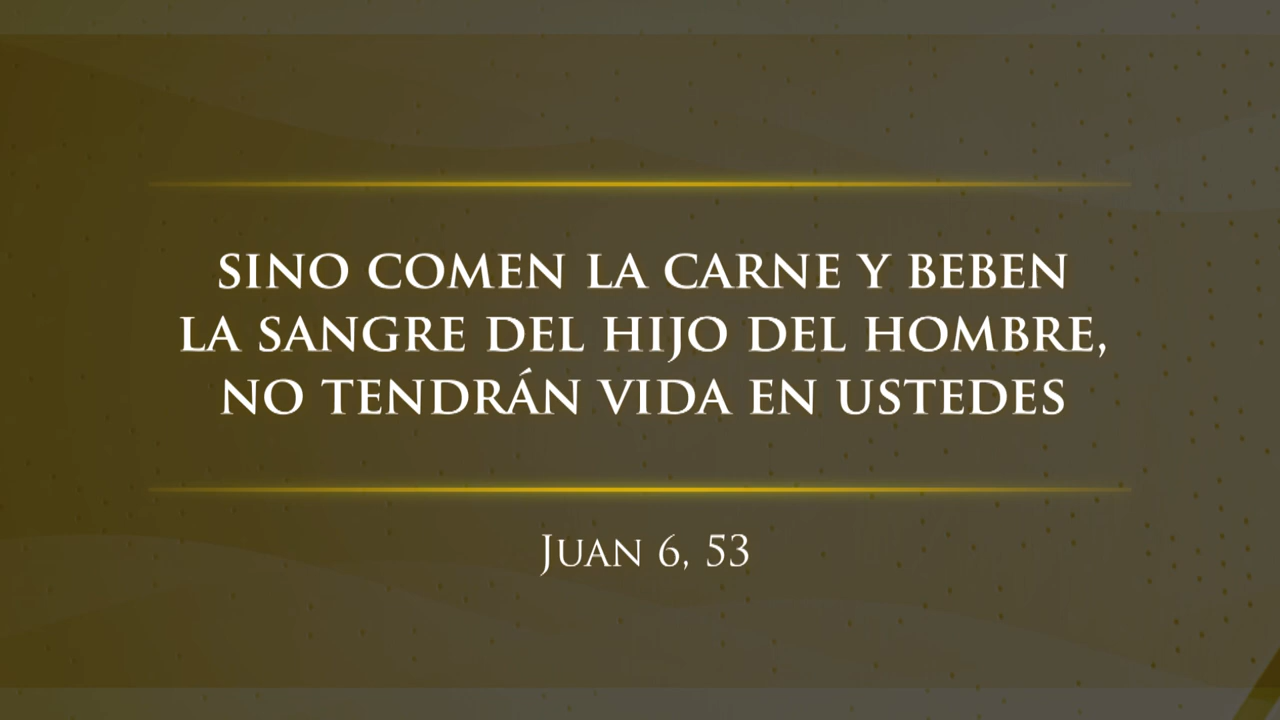 SINO COMEN LA CARNE Y BEBEN
LA SANGRE DEL HIJO DEL HOMBRE,
NO TENDRÁN VIDA EN USTEDES
Juan 6, 53